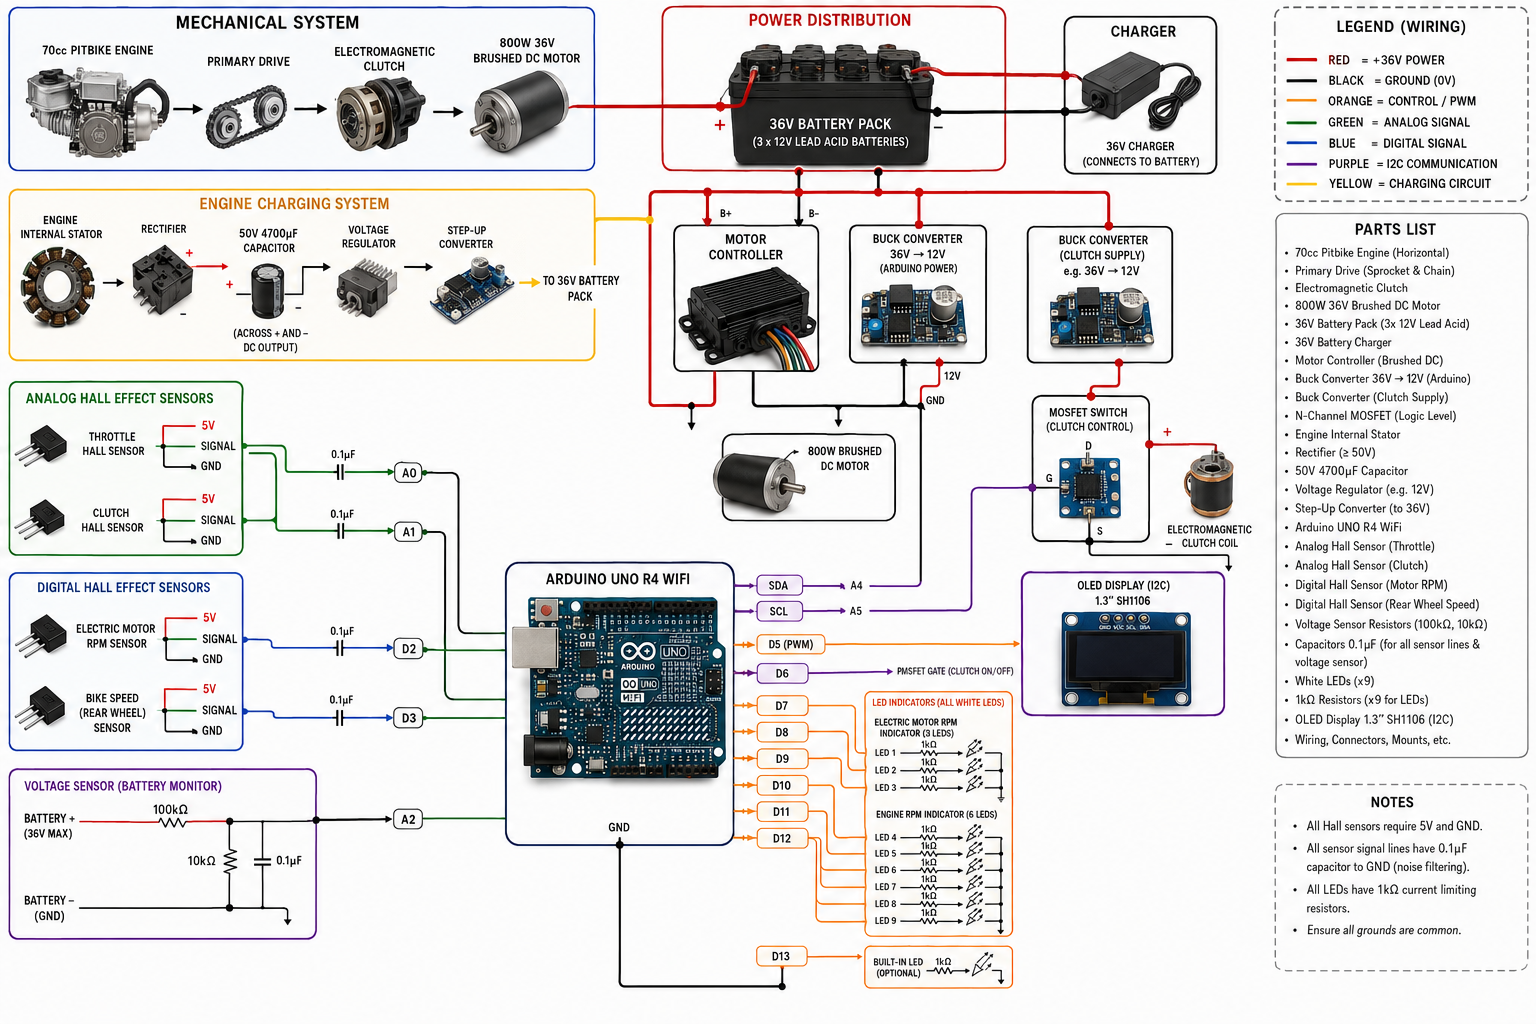 MECHANICAL SYSTEM
70cc PITBIKE ENGINE
PRIMARY DRIVE
ELECTROMAGNETIC
CLUTCH
800W 36V
BRUSHED DC MOTOR
POWER DISTRIBUTION
+
36V BATTERY PACK
(3 x 12V LEAD ACID BATTERIES)
−
CHARGER
36V CHARGER
(CONNECTS TO BATTERY)
LEGEND (WIRING)
RED = +36V POWER
BLACK = GROUND (0V)
ORANGE = CONTROL / PWM
GREEN = ANALOG SIGNAL
BLUE = DIGITAL SIGNAL
PURPLE = I2C COMMUNICATION
YELLOW = CHARGING CIRCUIT
ENGINE CHARGING SYSTEM
ENGINE
INTERNAL STATOR
RECTIFIER
+
−
50V 4700µF
CAPACITOR
+
+
−
(ACROSS + AND –
DC OUTPUT)
VOLTAGE
REGULATOR
STEP-UP
CONVERTER
TO 36V BATTERY
PACK
B+
B−
MOTOR
CONTROLLER
BUCK CONVERTER
36V → 12V
(ARDUINO POWER)
12V
GND
BUCK CONVERTER
(CLUTCH SUPPLY)
e.g. 36V → 12V
800W BRUSHED
DC MOTOR
MOSFET SWITCH
(CLUTCH CONTROL)
D
G
S
+
ELECTROMAGNETIC
− CLUTCH COIL
ANALOG HALL EFFECT SENSORS
THROTTLE
HALL SENSOR
5V
SIGNAL
GND
CLUTCH
HALL SENSOR
5V
SIGNAL
GND
0.1µF
A0
0.1µF
A1
DIGITAL HALL EFFECT SENSORS
ELECTRIC MOTOR
RPM SENSOR
5V
SIGNAL
GND
BIKE SPEED
(REAR WHEEL)
SENSOR
5V
SIGNAL
GND
0.1µF
D2
0.1µF
D3
VOLTAGE SENSOR (BATTERY MONITOR)
BATTERY +
(36V MAX)
100kΩ
10kΩ
0.1µF
BATTERY –
(GND)
A2
ARDUINO UNO R4 WIFI
ARDUINO
UNO
UNO
WIFI
GND
SDA
A4
SCL
A5
D5 (PWM)
D6
PMSFET GATE (CLUTCH ON/OFF)
D7
D8
D9
D10
D11
D12
D13
LED INDICATORS (ALL WHITE LEDS)
ELECTRIC MOTOR RPM
INDICATOR (3 LEDS)
LED 1 1kΩ
LED 2 1kΩ
LED 3 1kΩ
ENGINE RPM INDICATOR (6 LEDS)
LED 4 1kΩ
LED 5 1kΩ
LED 6 1kΩ
LED 7 1kΩ
LED 8 1kΩ
LED 9 1kΩ
BUILT-IN LED
(OPTIONAL)
1kΩ
OLED DISPLAY (I2C)
1.3″ SH1106
PARTS LIST
• 70cc Pitbike Engine (Horizontal)
• Primary Drive (Sprocket & Chain)
• Electromagnetic Clutch
• 800W 36V Brushed DC Motor
• 36V Battery Pack (3x 12V Lead Acid)
• 36V Battery Charger
• Motor Controller (Brushed DC)
• Buck Converter 36V → 12V (Arduino)
• Buck Converter (Clutch Supply)
• N-Channel MOSFET (Logic Level)
• Engine Internal Stator
• Rectifier (≥ 50V)
• 50V 4700µF Capacitor
• Voltage Regulator (e.g. 12V)
• Step-Up Converter (to 36V)
• Arduino UNO R4 WiFi
• Analog Hall Sensor (Throttle)
• Analog Hall Sensor (Clutch)
• Digital Hall Sensor (Motor RPM)
• Digital Hall Sensor (Rear Wheel Speed)
• Voltage Sensor Resistors (100kΩ, 10kΩ)
• Capacitors 0.1µF (for all sensor lines &
voltage sensor)
• White LEDs (x9)
• 1kΩ Resistors (x9 for LEDs)
• OLED Display 1.3″ SH1106 (I2C)
• Wiring, Connectors, Mounts, etc.
NOTES
• All Hall sensors require 5V and GND.
• All sensor signal lines have 0.1µF
capacitor to GND (noise filtering).
• All LEDs have 1kΩ current limiting
resistors.
• Ensure all grounds are common.